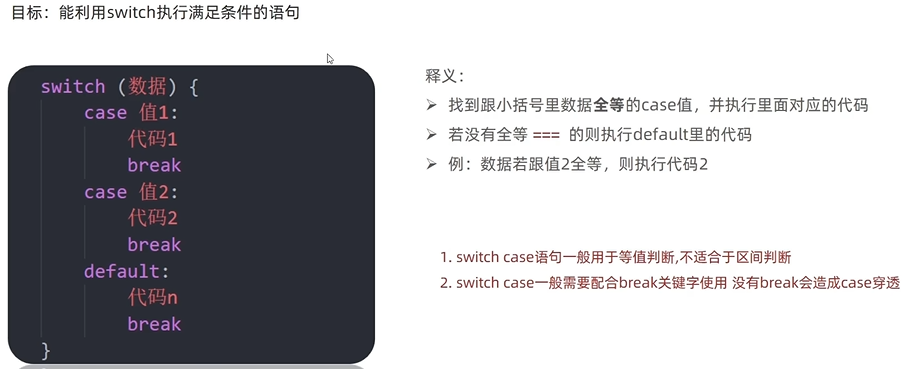 目标：能利用switch执行满足条件的语句
switch (数据) {
case 值1:
代码1
break
case 值2:
代码2
break
default:
代码n
break
}
释义：
➢ 找到跟小括号里数据全等的case值，并执行里面对应的代码
➢ 若没有全等 === 的则执行default里的代码
➢ 例：数据若跟值2全等，则执行代码2
1. switch case语句一般用于等值判断,不适合于区间判断
2. switch case一般需要配合break关键字使用 没有break会造成case穿透